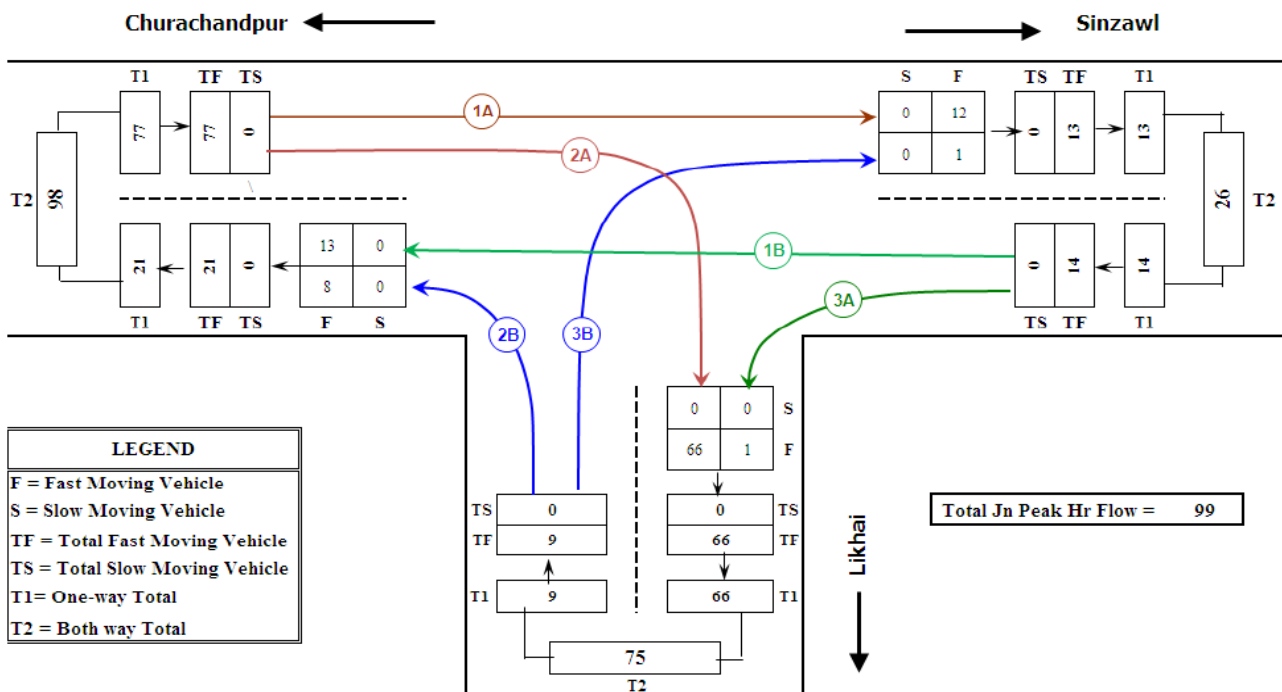 Churachandpur
Sinzawl
T1 TF TS
S F TS TF T1
77 77 0
1A
0 12
0 13 13
2A
0 1
T2 98
26 T2
21 21 0
13 0
1B
0 14 14
8 0
3A
T1 TF TS F S
TS TF T1
2B 3B
0 0 S
66 1 F
LEGEND
F = Fast Moving Vehicle
S = Slow Moving Vehicle
TF = Total Fast Moving Vehicle
TS = Total Slow Moving Vehicle
T1= One-way Total
T2 = Both way Total
TS 0 0 TS
TF 9 66 TF
T1 9 66 T1
75
T2
Total Jn Peak Hr Flow = 99
Likhai